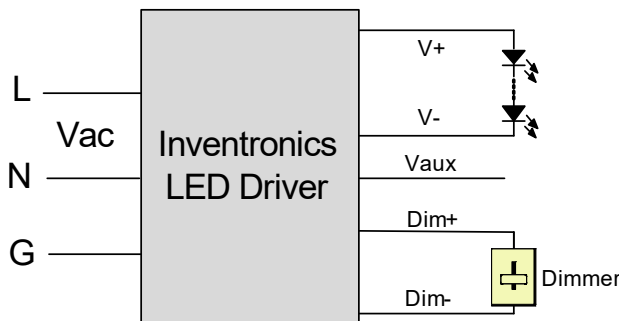 L
Vac
N
G
Inventronics
LED Driver
V+
V-
Vaux
Dim+
Dimmer
Dim-